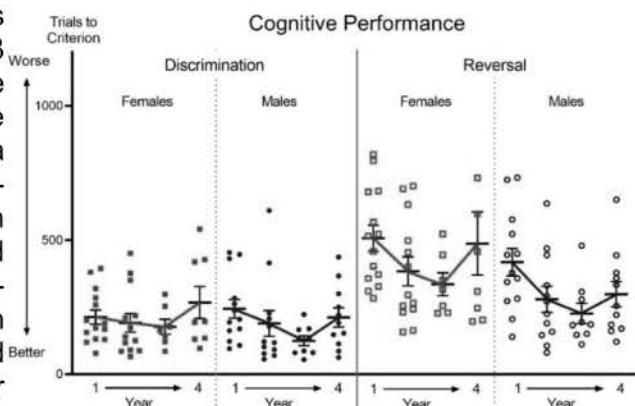 Cognitive Performance
Trials to
Criterion
Worse
Better
Discrimination
Reversal
Females
Males
Females
Males
1000
500
0
1 4
Year
1 4
Year
1 4
Year
1 4
Year